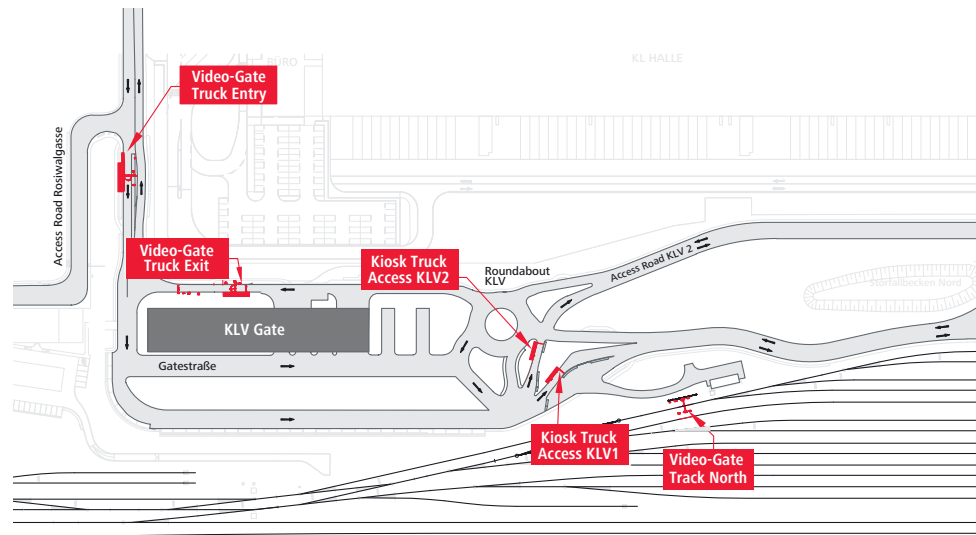 BÜRO
KL HALLE
Video-Gate
Truck Entry
Access Road Rosiwalgasse
Video-Gate
Truck Exit
Kiosk Truck
Access KLV2
Roundabout
KLV
Access Road KLV 2
Störfallbecken Nord
KLV Gate
Gatestraße
Kiosk Truck
Access KLV1
Video-Gate
Track North